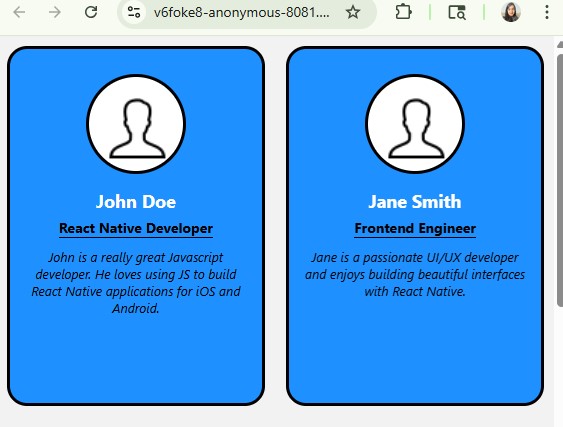 v6foke8-anonymous-8081....
John Doe
React Native Developer
John is a really great Javascript
developer. He loves using JS to build
React Native applications for iOS and
Android.
Jane Smith
Frontend Engineer
Jane is a passionate UI/UX developer
and enjoys building beautiful interfaces
with React Native.